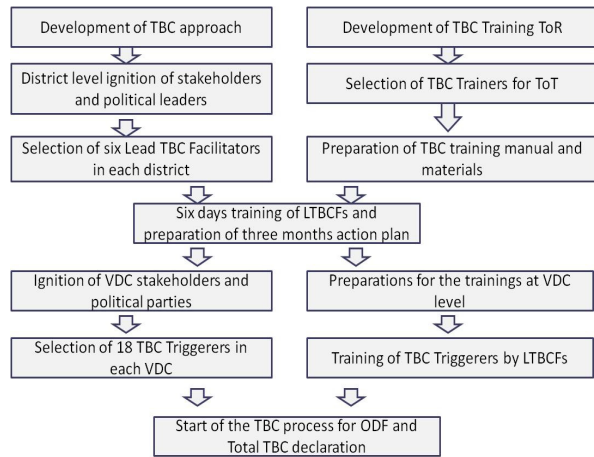 Development of TBC approach
Development of TBC Training ToR
District level ignition of stakeholders
and political leaders
Selection of TBC Trainers for ToT
Selection of six Lead TBC Facilitators
in each district
Preparation of TBC training manual and
materials
Six days training of LTBCFs and
preparation of three months action plan
Ignition of VDC stakeholders and
political parties
Preparations for the trainings at VDC
level
Selection of 18 TBC Triggerers in
each VDC
Training of TBC Triggerers by LTBCFs
Start of the TBC process for ODF and
Total TBC declaration